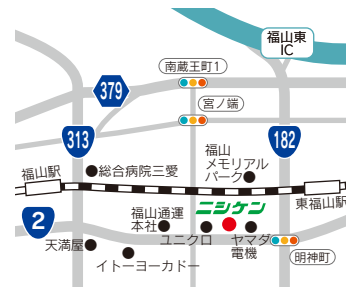 福山東
IC
南蔵王町1
379
宮ノ端
313
182
福山
メモリアル
パーク
総合病院三愛
福山駅
東福山駅
ニシケン
2
福山通運
本社
ユニクロ
ヤマダ
電機
天満屋
イトーヨーカドー
明神町